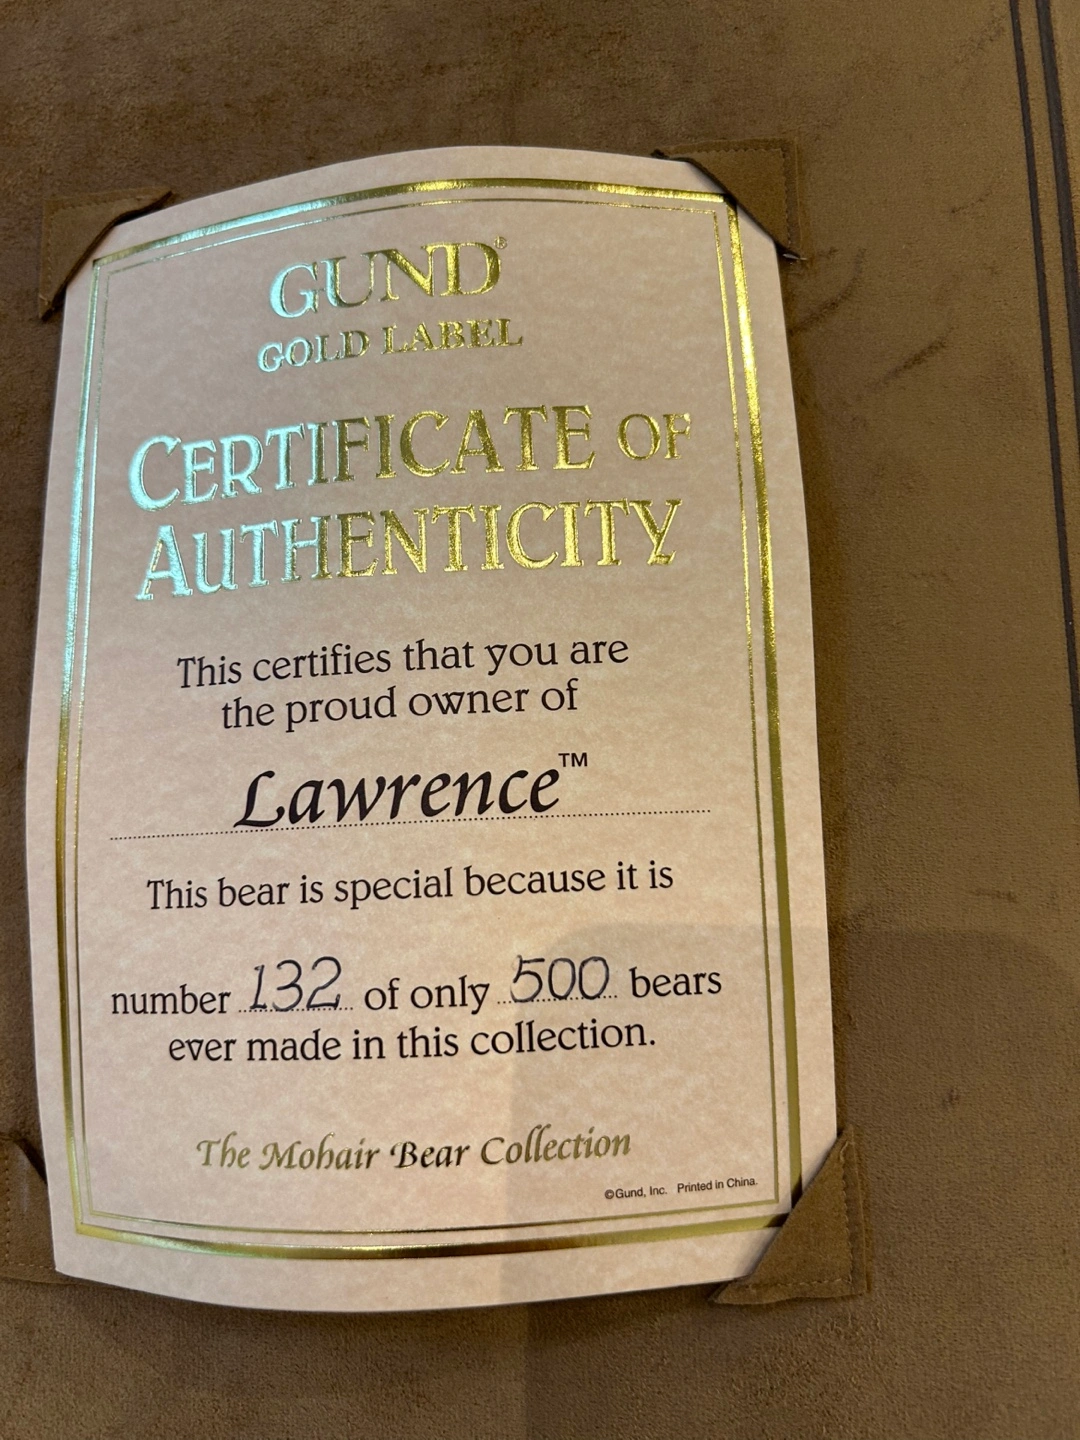 GUND®
GOLD LABEL
CERTIFICATE OF
AUTHENTICITY
This certifies that you are
the proud owner of
Lawrence™
This bear is special because it is
number 132 of only 500 bears
ever made in this collection.
The Mohair Bear Collection
©Gund, Inc. Printed in China.